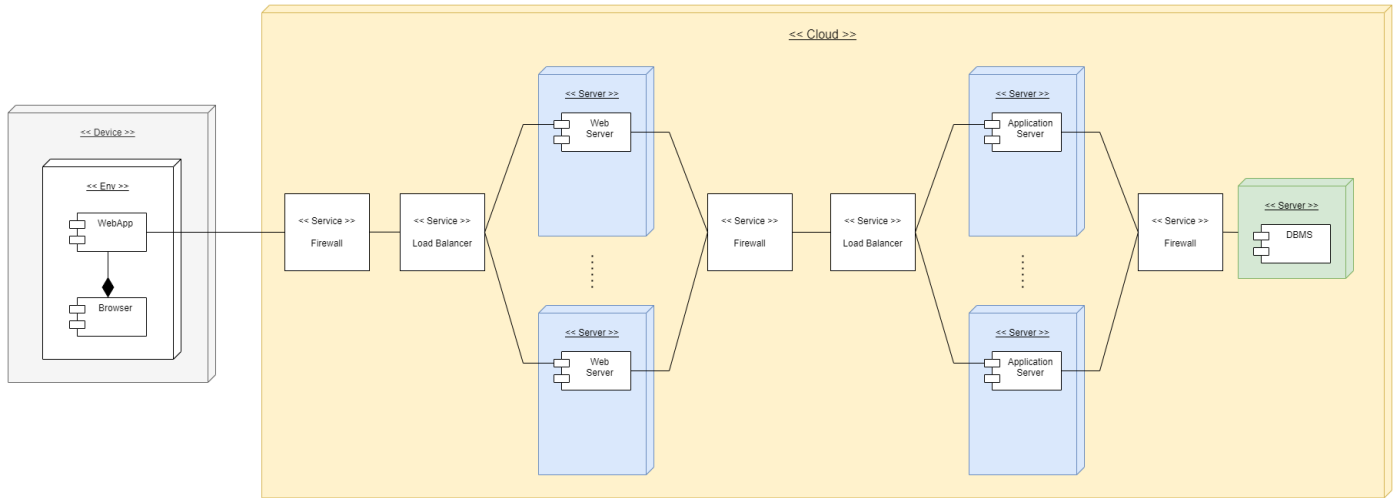 << Cloud >>
<< Device >>
<< Env >>
WebApp
Browser
<< Service >>
Firewall
<< Service >>
Load Balancer
<< Server >>
Web
Server
<< Server >>
Web
Server
<< Service >>
Firewall
<< Service >>
Load Balancer
<< Server >>
Application
Server
<< Server >>
Application
Server
<< Service >>
Firewall
<< Server >>
DBMS